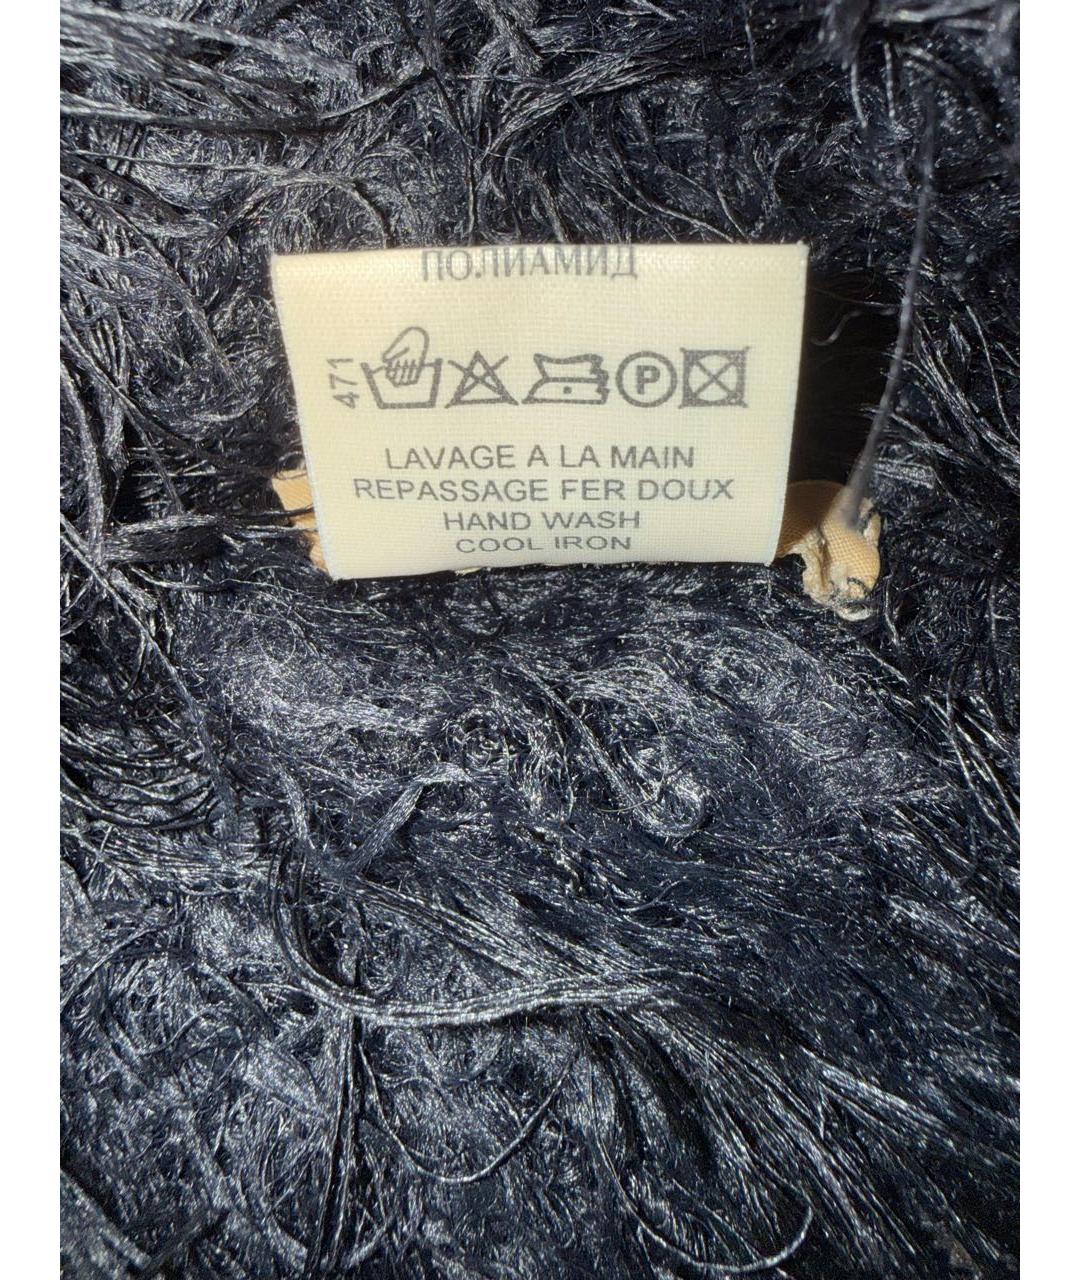 ПОЛИАМИД
471
P
LAVAGE A LA MAIN
REPASSAGE FER DOUX
HAND WASH
COOL IRON